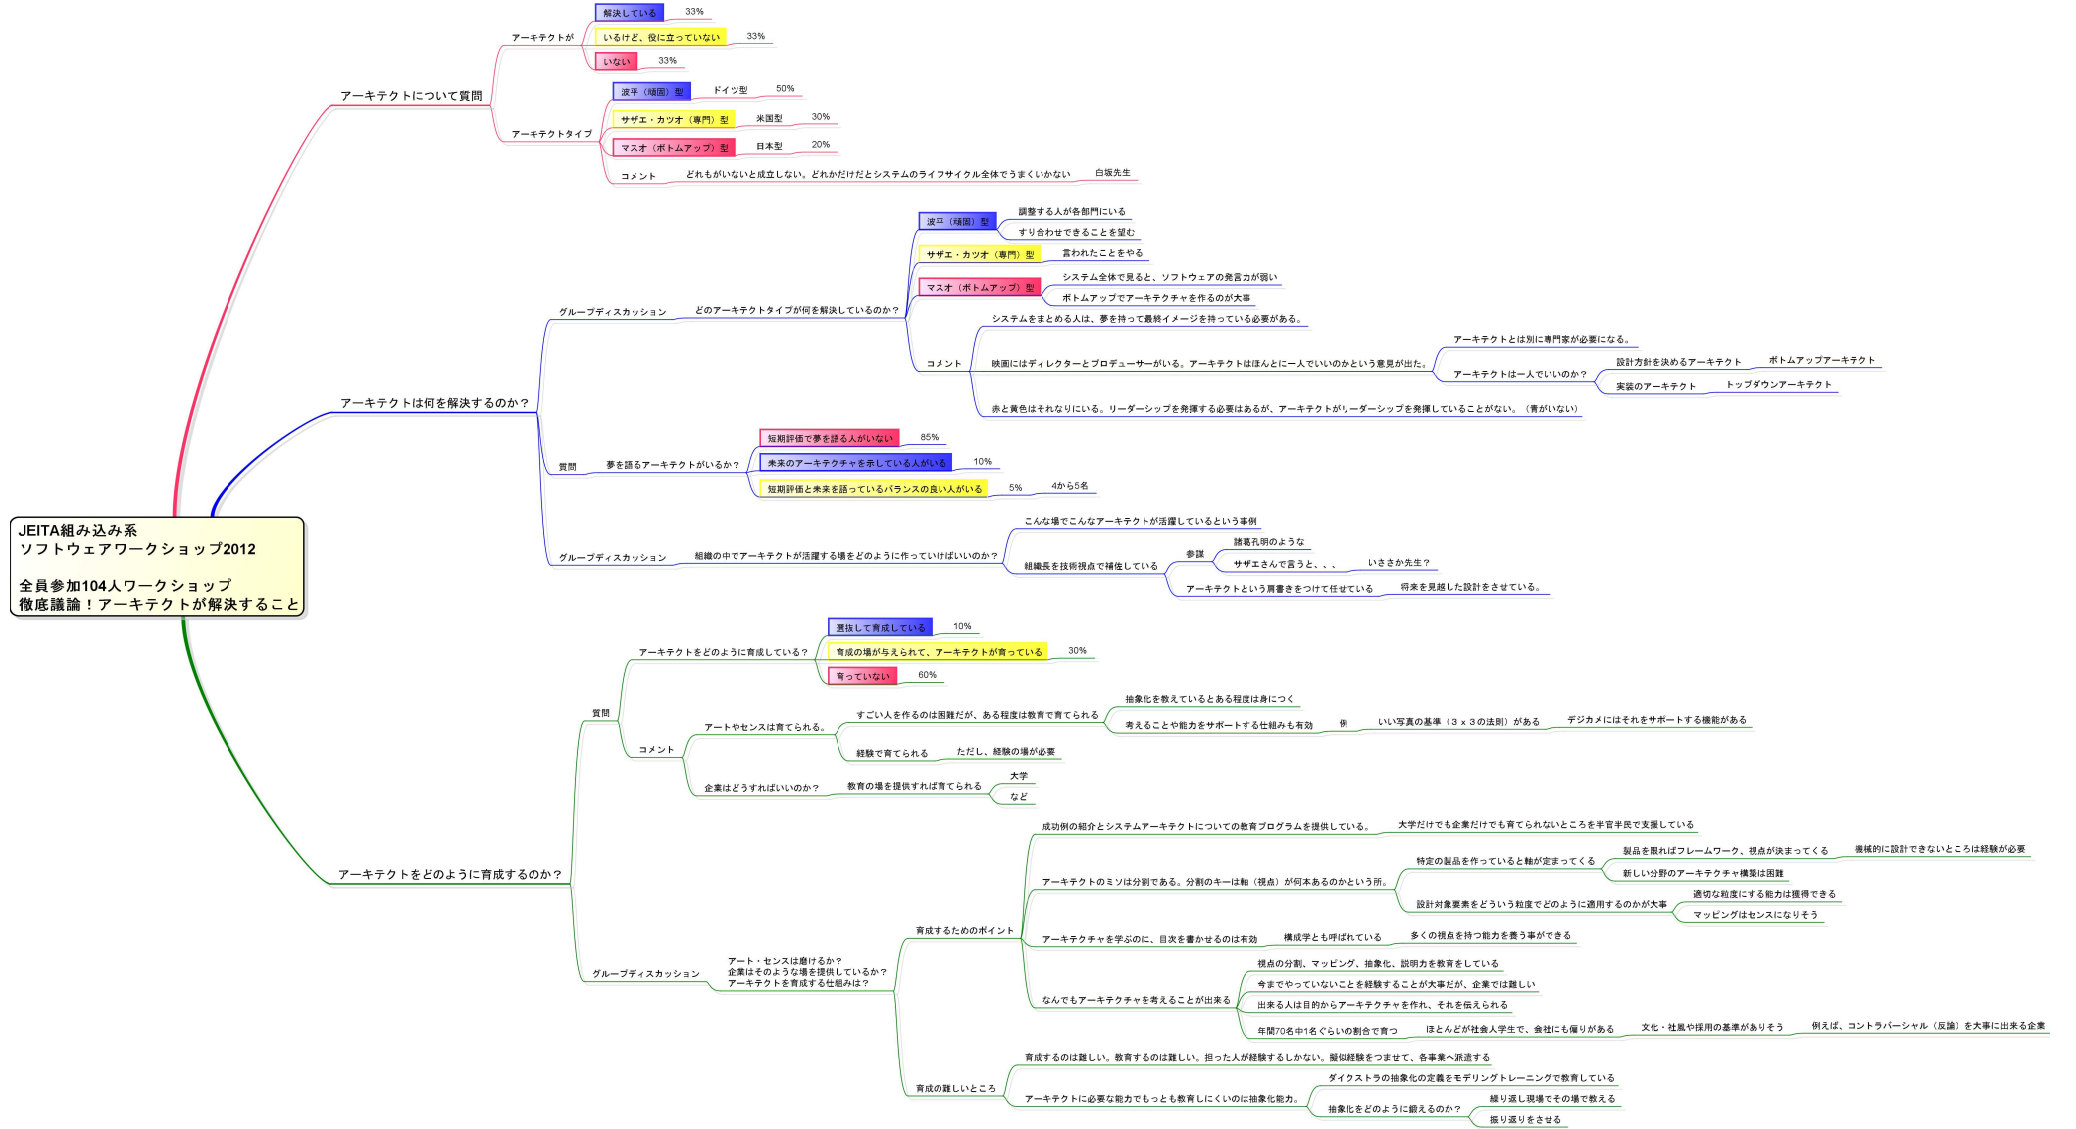 JEITA組み込み系
ソフトウェアワークショップ2012
全員参加104人ワークショップ
徹底議論！アーキテクトが解決すること
アーキテクトについて質問
アーキテクトが
解決している
33%
いるけど、役に立っていない
33%
いない
33%
アーキテクトタイプ
波平（頑固）型
ドイツ型
50%
サザエ・カツオ（専門）型
米国型
30%
マスオ（ボトムアップ）型
日本型
20%
コメント
どれもがいないと成立しない。どれかだけだとシステムのライフサイクル全体でうまくいかない
白坂先生
アーキテクトは何を解決するのか？
グループディスカッション
どのアーキテクトタイプが何を解決しているのか？
波平（頑固）型
調整する人が各部門にいる
すり合わせできることを望む
サザエ・カツオ（専門）型
言われたことをやる
マスオ（ボトムアップ）型
システム全体で見ると、ソフトウェアの発言力が弱い
ボトムアップでアーキテクチャを作るのが大事
コメント
システムをまとめる人は、夢を持って最終イメージを持っている必要がある。
映画にはディレクターとプロデューサーがいる。アーキテクトはほんとに一人でいいのかという意見が出た。
アーキテクトとは別に専門家が必要になる。
アーキテクトは一人でいいのか？
設計方針を決めるアーキテクト
ボトムアップアーキテクト
実装のアーキテクト
トップダウンアーキテクト
赤と黄色はそれなりにいる。リーダーシップを発揮する必要はあるが、アーキテクトがリーダーシップを発揮していることがない。（青がいない）
質問
夢を語るアーキテクトがいるか？
短期評価で夢を語る人がいない
85%
未来のアーキテクチャを示している人がいる
10%
短期評価と未来を語っているバランスの良い人がいる
5%
4から5名
グループディスカッション
組織の中でアーキテクトが活躍する場をどのように作っていけばいいのか？
こんな場でこんなアーキテクトが活躍しているという事例
組織長を技術視点で補佐している
参謀
諸葛孔明のような
サザエさんで言うと、、、
いささか先生？
アーキテクトという肩書きをつけて任せている
将来を見越した設計をさせている。
アーキテクトをどのように育成するのか？
質問
アーキテクトをどのように育成している？
選抜して育成している
10%
育成の場が与えられて、アーキテクトが育っている
30%
育っていない
60%
コメント
アートやセンスは育てられる。
すごい人を作るのは困難だが、ある程度は教育で育てられる
抽象化を教えているとある程度は身につく
考えることや能力をサポートする仕組みも有効
例
いい写真の基準（３ｘ３の法則）がある
デジカメにはそれをサポートする機能がある
経験で育てられる
ただし、経験の場が必要
企業はどうすればいいのか？
教育の場を提供すれば育てられる
大学
など
グループディスカッション
アート・センスは磨けるか？
企業はそのような場を提供しているか？
アーキテクトを育成する仕組みは？
育成するためのポイント
成功例の紹介とシステムアーキテクトについての教育プログラムを提供している。
大学だけでも企業だけでも育てられないところを半官半民で支援している
アーキテクトのミソは分割である。分割のキーは軸（視点）が何本あるのかという所。
特定の製品を作っていると軸が定まってくる
製品を限ればフレームワーク、視点が決まってくる
機械的に設計できないところは経験が必要
新しい分野のアーキテクチャ構築は困難
設計対象要素をどういう粒度でどのように適用するのかが大事
適切な粒度にする能力は獲得できる
マッピングはセンスになりそう
アーキテクチャを学ぶのに、目次を書かせるのは有効
構成学とも呼ばれている
多くの視点を持つ能力を養う事ができる
なんでもアーキテクチャを考えることが出来る
視点の分割、マッピング、抽象化、説明力を教育をしている
今までやっていないことを経験することが大事だが、企業では難しい
出来る人は目的からアーキテクチャを作れ、それを伝えられる
年間70名中1名ぐらいの割合で育つ
ほとんどが社会人学生で、会社にも偏りがある
文化・社風や採用の基準がありそう
例えば、コントラバーシャル（反論）を大事に出来る企業
育成の難しいところ
育成するのは難しい。教育するのは難しい。担った人が経験するしかない。擬似経験をつませて、各事業へ派遣する
アーキテクトに必要な能力でもっとも教育しにくいのは抽象化能力。
ダイクストラの抽象化の定義をモデリングトレーニングで教育している
抽象化をどのように鍛えるのか？
繰り返し現場でその場で教える
振り返りをさせる